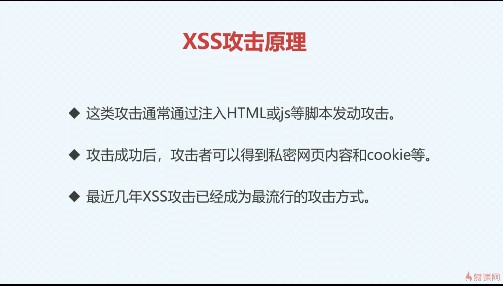 XSS攻击原理
◆ 这类攻击通常通过注入HTML或js等脚本发动攻击。
◆ 攻击成功后，攻击者可以得到私密网页内容和cookie等。
◆ 最近几年XSS攻击已经成为最流行的攻击方式。
慕课网